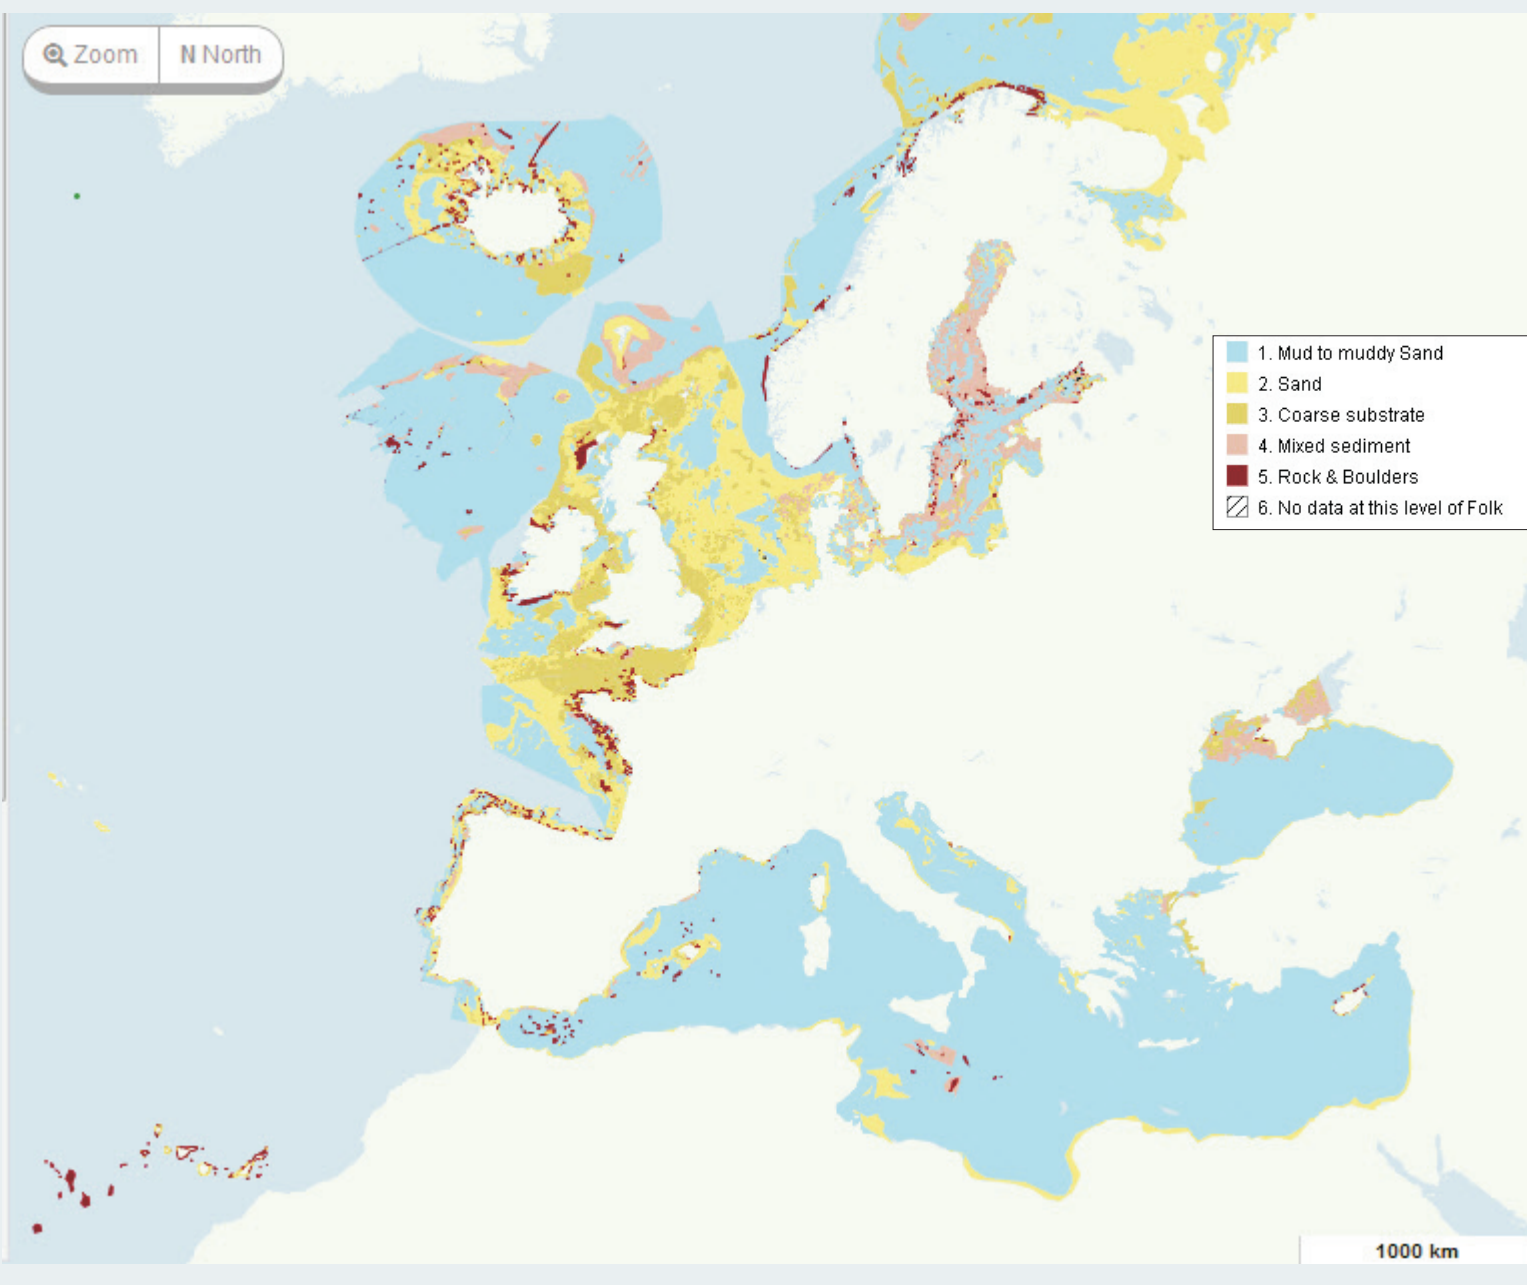 Zoom
N North
1. Mud to muddy Sand
2. Sand
3. Coarse substrate
4. Mixed sediment
5. Rock & Boulders
6. No data at this level of Folk
1000 km